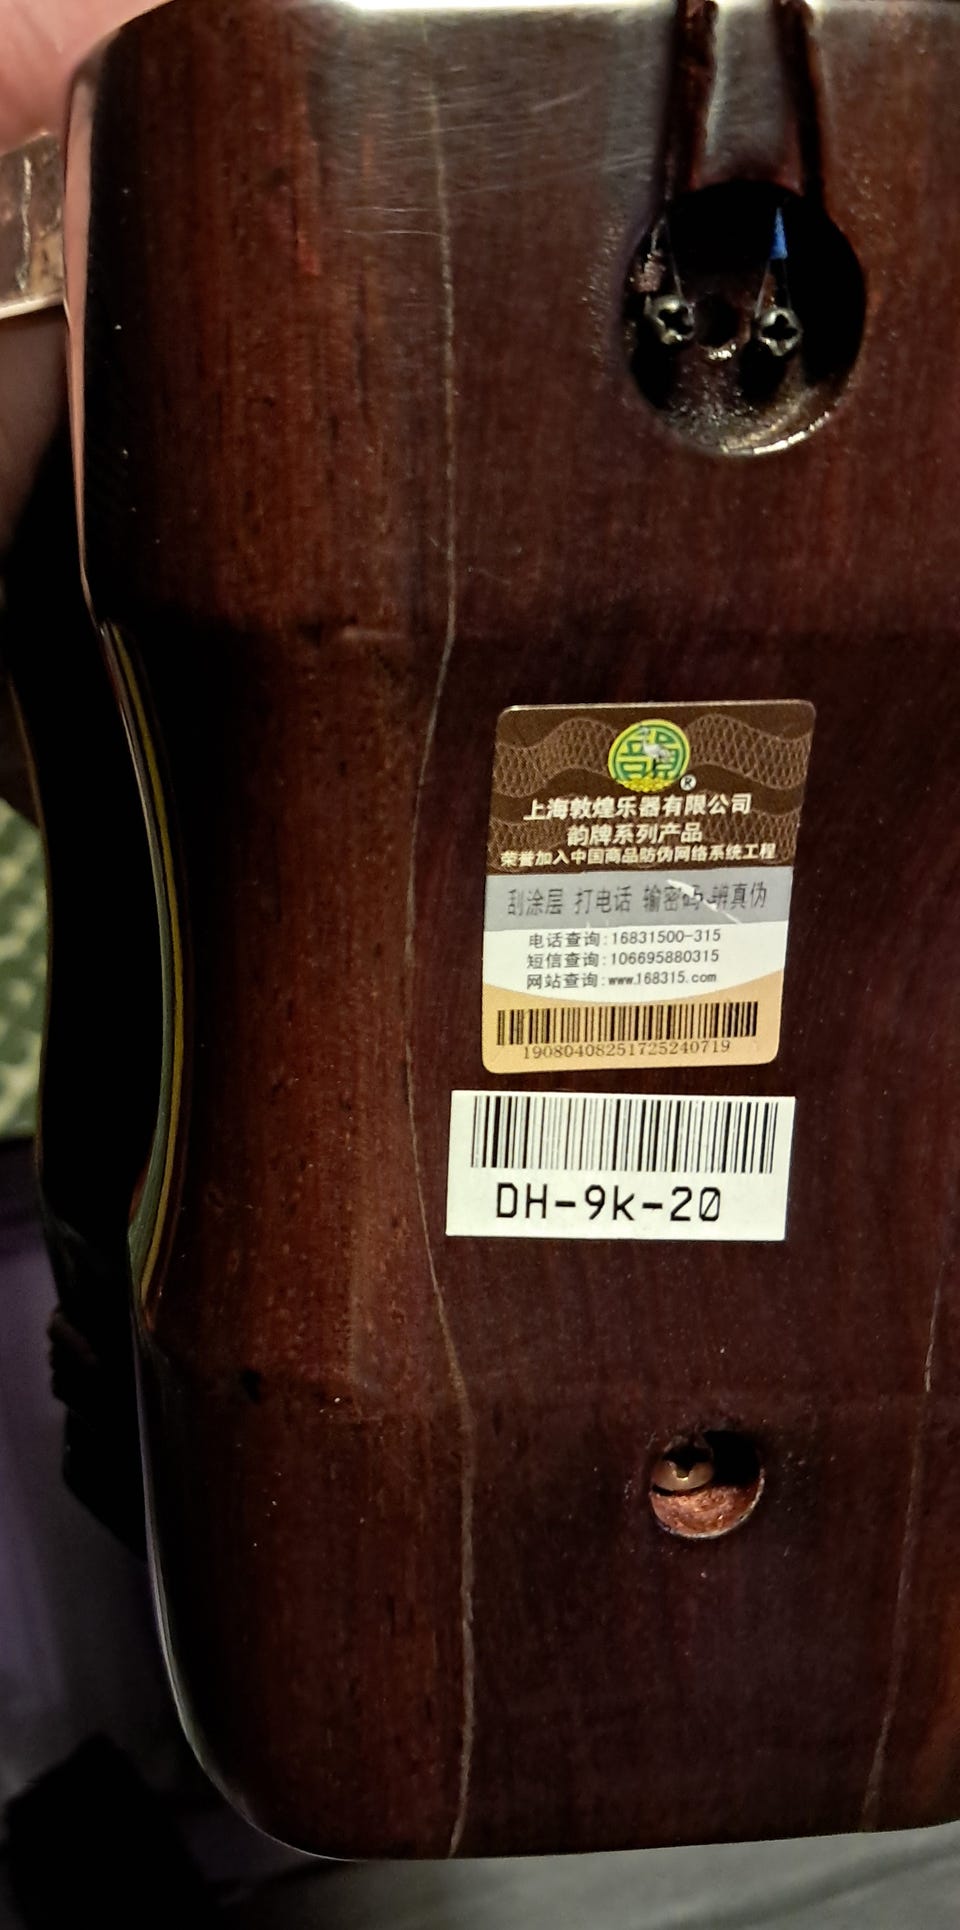 ®
上海敦煌乐器有限公司
韵牌系列产品
荣誉加入中国商品防伪网络系统工程
刮涂层 打电话 输密码 辨真伪
电话查询:16831500-315
短信查询:106695880315
网站查询:www.168315.com
19080408251725240719
DH-9k-20